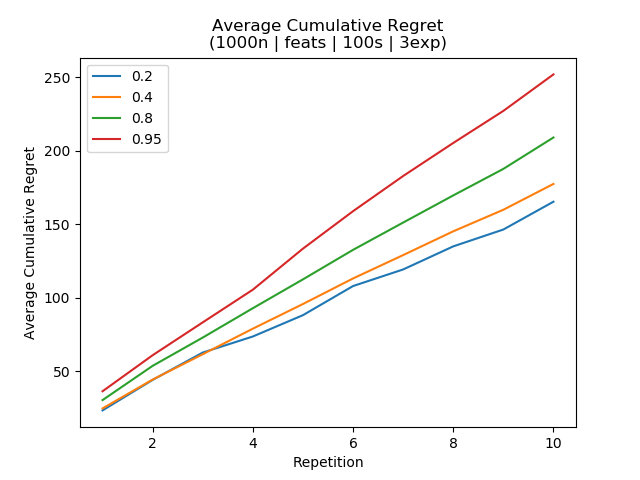 Average Cumulative Regret
(1000n | feats | 100s | 3exp)
0.2
0.4
0.8
0.95
250
200
150
100
50
Average Cumulative Regret
2 4 6 8 10
Repetition